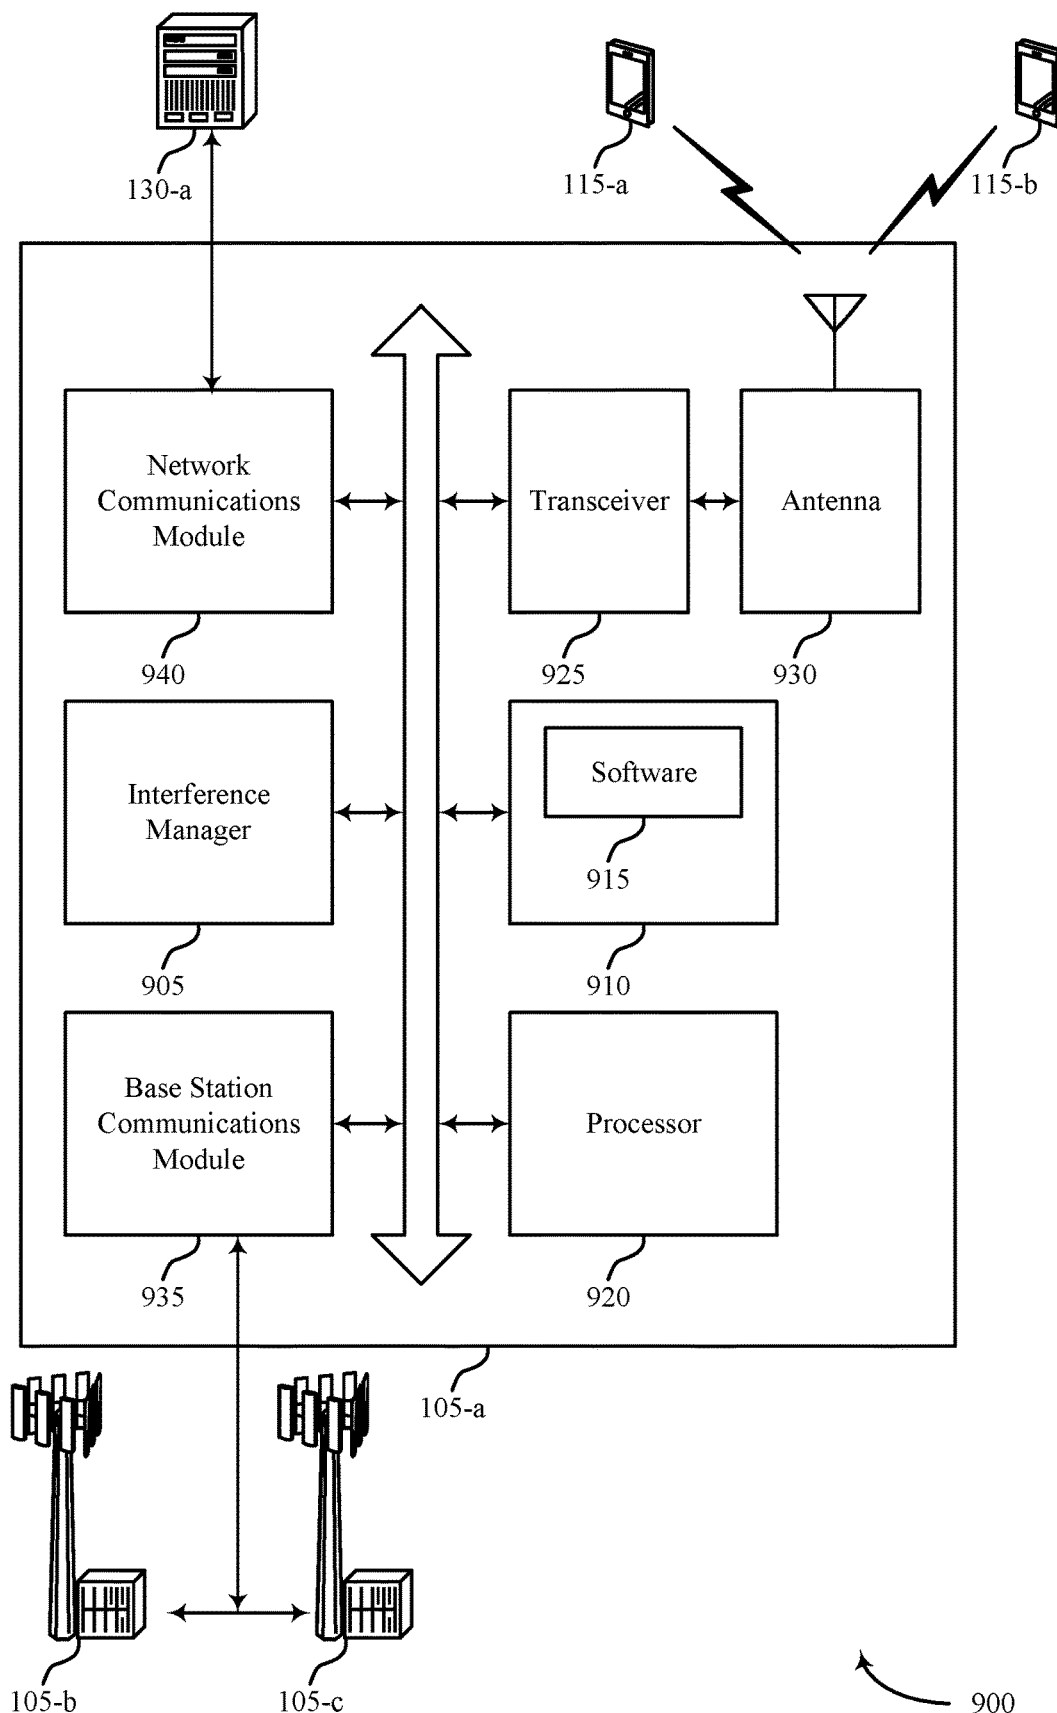 130-a
115-a
115-b
Network
Communications
Module
Transceiver
Antenna
940
925
930
Interference
Manager
Software
915
905
910
Base Station
Communications
Module
Processor
935
920
105-a
105-b
105-c
900